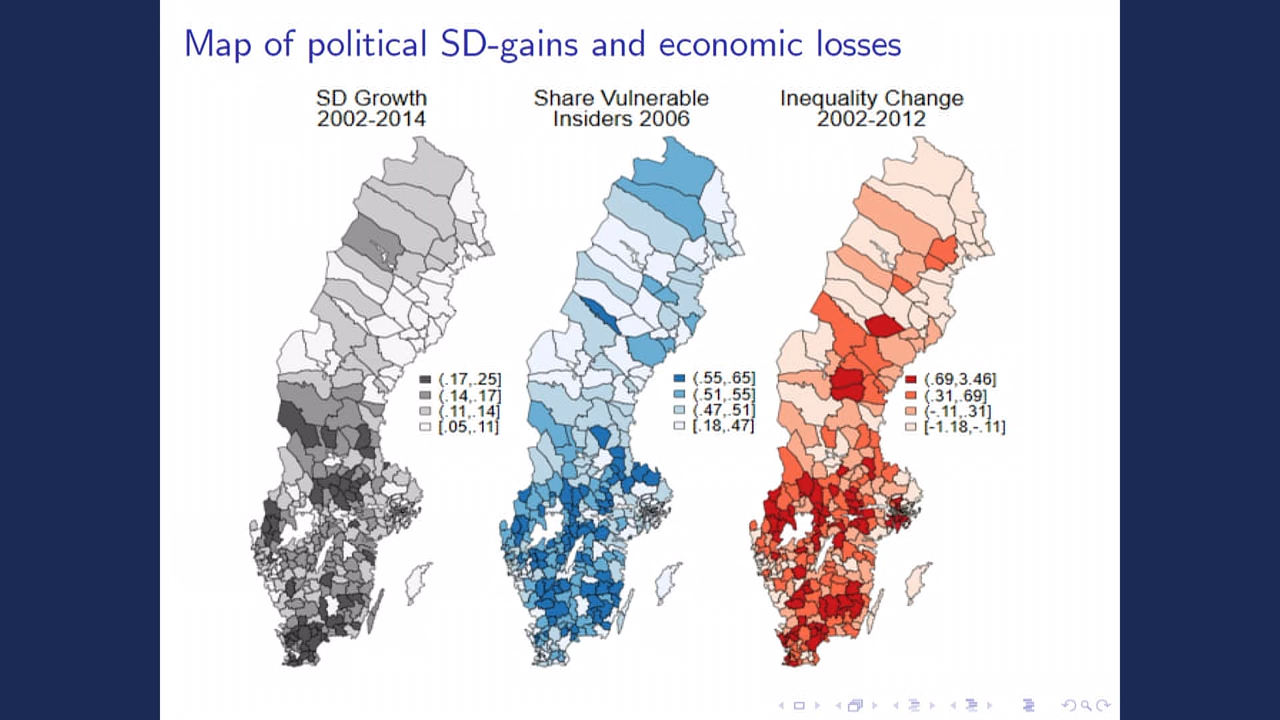 Map of political SD-gains and economic losses
SD Growth
2002-2014
(.17,.25]
(.14,.17]
(.11,.14]
[.05,.11]
Share Vulnerable
Insiders 2006
(.55,.65]
(.51,.55]
(.47,.51]
[.18,.47]
Inequality Change
2002-2012
(.69,3.46]
(.31,.69]
(-.11,.31]
[-1.18,-.11]